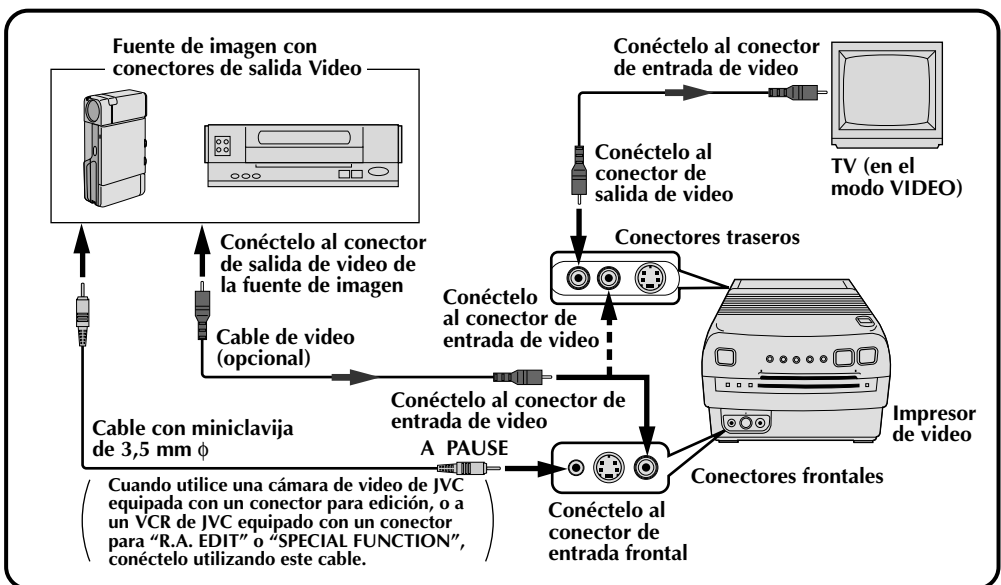 Fuente de imagen con
conectores de salida Video
Conéctelo al conector
de entrada de video
Conéctelo al
conector de
salida de video
TV (en el
modo VIDEO)
Conectores traseros
Conéctelo al conector
de salida de video de
la fuente de imagen
Conéctelo
al conector de
entrada de video
Cable de video
(opcional)
Conéctelo al conector de
entrada de video
Impresor
de video
Cable con miniclavija
de 3,5 mm ϕ
A PAUSE
Conectores frontales
Cuando utilice una cámara de video de JVC
equipada con un conector para edición, o a
un VCR de JVC equipado con un conector
para “R.A. EDIT” o “SPECIAL FUNCTION”,
conéctelo utilizando este cable.
Conéctelo al
conector de
entrada frontal